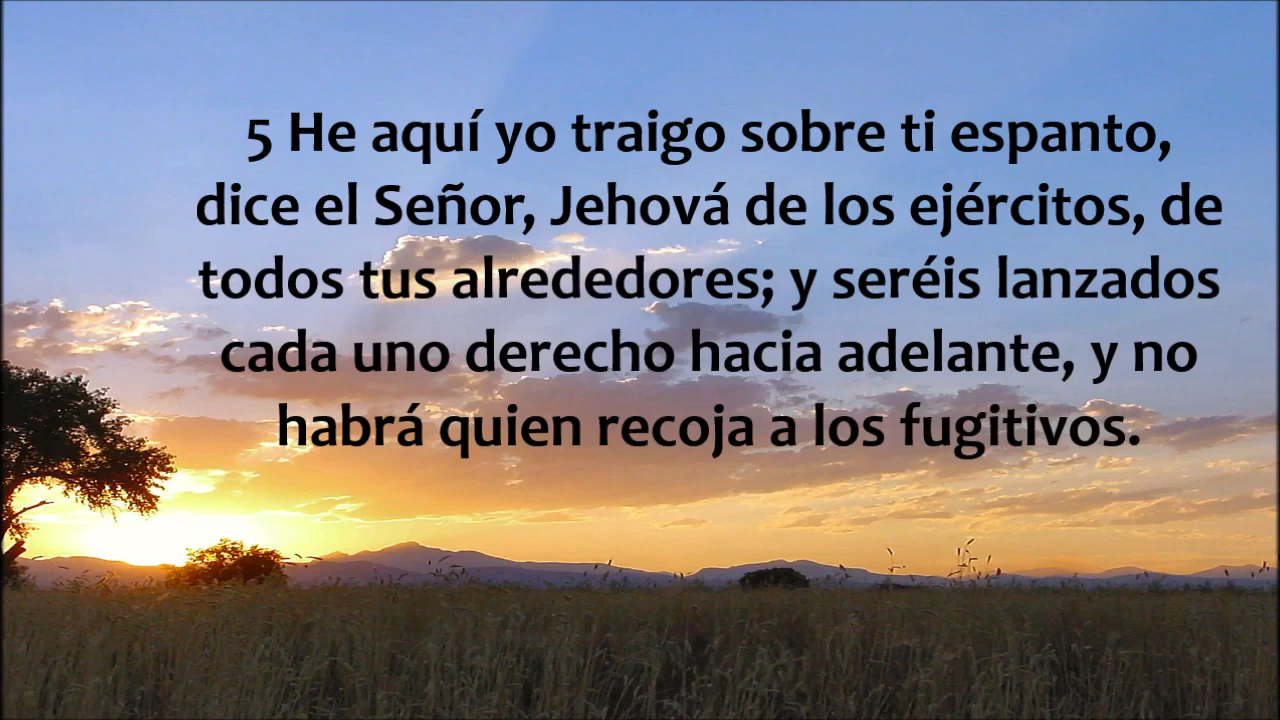 5 He aquí yo traigo sobre ti espanto,
dice el Señor, Jehová de los ejércitos, de
todos tus alrededores; y seréis lanzados
cada uno derecho hacia adelante, y no
habrá quien recoja a los fugitivos.